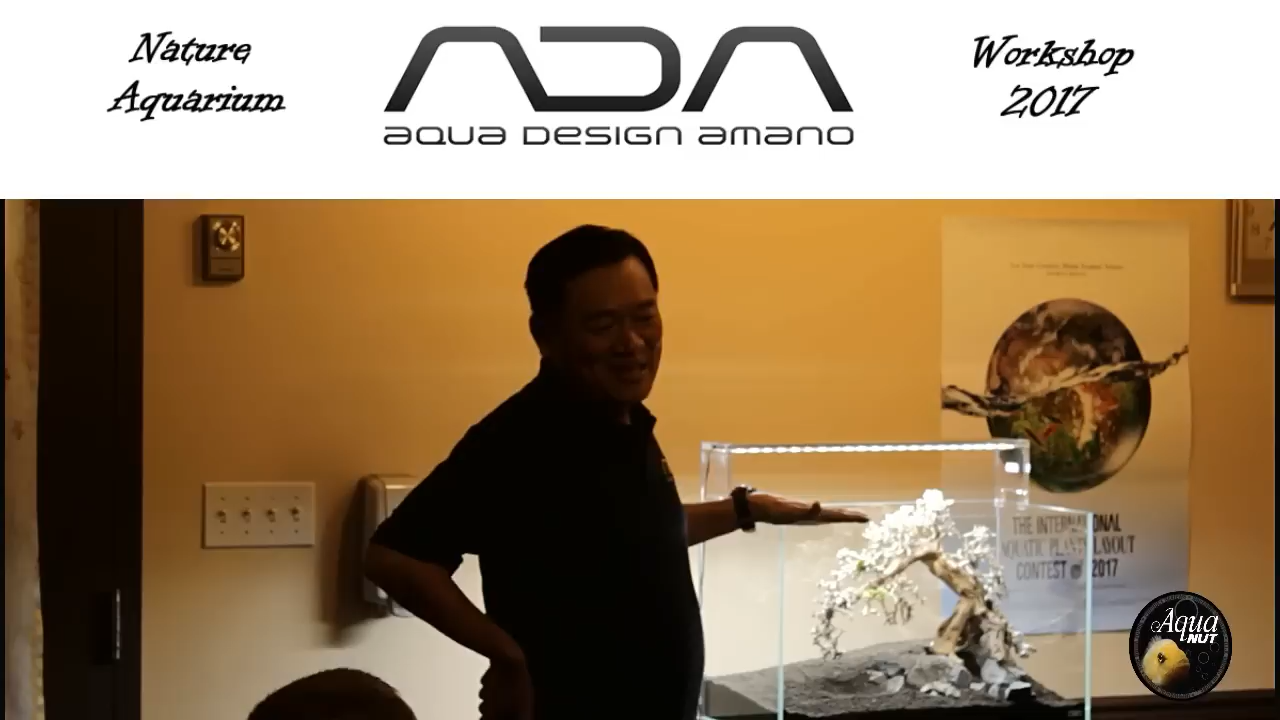 Nature
Aquarium
ADA
AQUA DESIGN AMANO
Workshop
2017
THE INTERNATIONAL
AQUATIC PLANTS LAYOUT
CONTEST 2017
Aqua
NUT